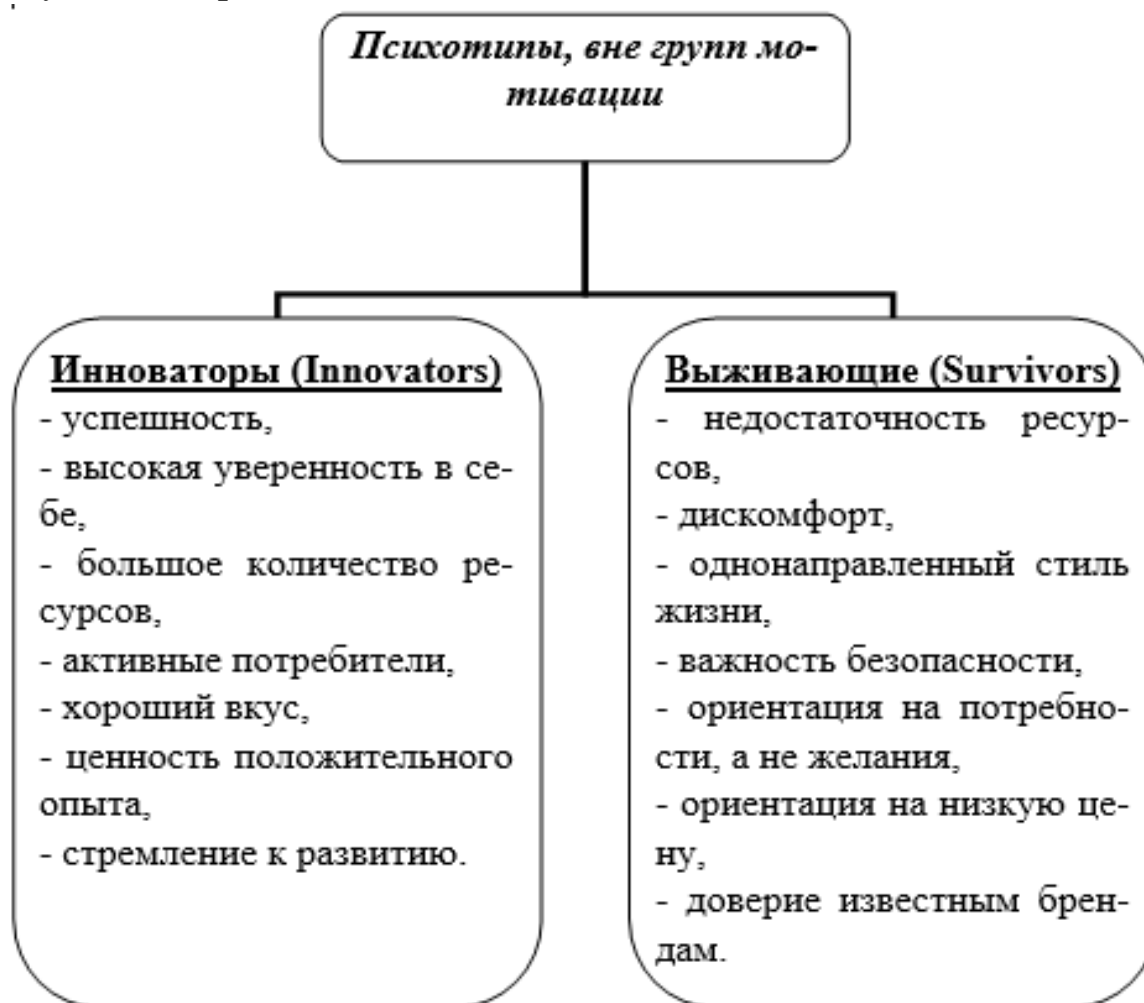 Психотипы, вне групп мо-
тивации
Инноваторы (Innovators)
- успешность,
- высокая уверенность в се-
бе,
- большое количество ре-
сурсов,
- активные потребители,
- хороший вкус,
- ценность положительного
опыта,
- стремление к развитию.
Выживающие (Survivors)
- недостаточность ресур-
сов,
- дискомфорт,
- однонаправленный стиль
жизни,
- важность безопасности,
- ориентация на потребно-
сти, а не желания,
- ориентация на низкую це-
ну,
- доверие известным брен-
дам.